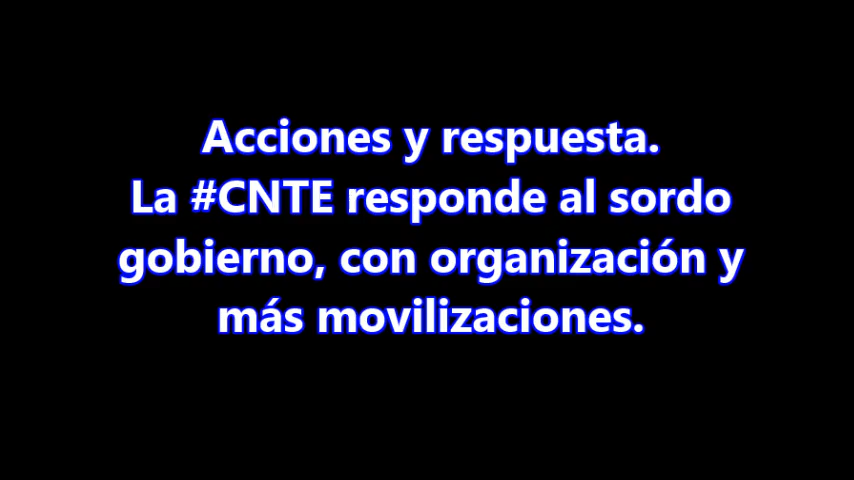 Acciones y respuesta.
La #CNTE responde al sordo
gobierno, con organización y
más movilizaciones.